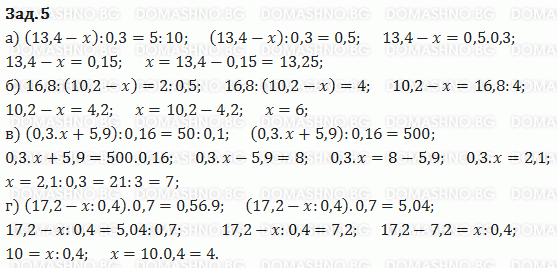 Зад.5
а) (13,4 − x):0,3 = 5:10; (13,4 − x):0,3 = 0,5; 13,4 − x = 0,5.0,3;
13,4 − x = 0,15; x = 13,4 − 0,15 = 13,25;
б) 16,8:(10,2 − x) = 2:0,5; 16,8:(10,2 − x) = 4; 10,2 − x = 16,8:4;
10,2 − x = 4,2; x = 10,2 − 4,2; x = 6;
в) (0,3.x + 5,9):0,16 = 50:0,1; (0,3.x + 5,9):0,16 = 500;
0,3.x + 5,9 = 500.0,16; 0,3.x − 5,9 = 8; 0,3.x = 8 − 5,9; 0,3.x = 2,1;
x = 2,1:0,3 = 21:3 = 7;
г) (17,2 − x:0,4).0,7 = 0,56.9; (17,2 − x:0,4).0,7 = 5,04;
17,2 − x:0,4 = 5,04:0,7; 17,2 − x:0,4 = 7,2; 17,2 − 7,2 = x:0,4;
10 = x:0,4; x = 10.0,4 = 4.